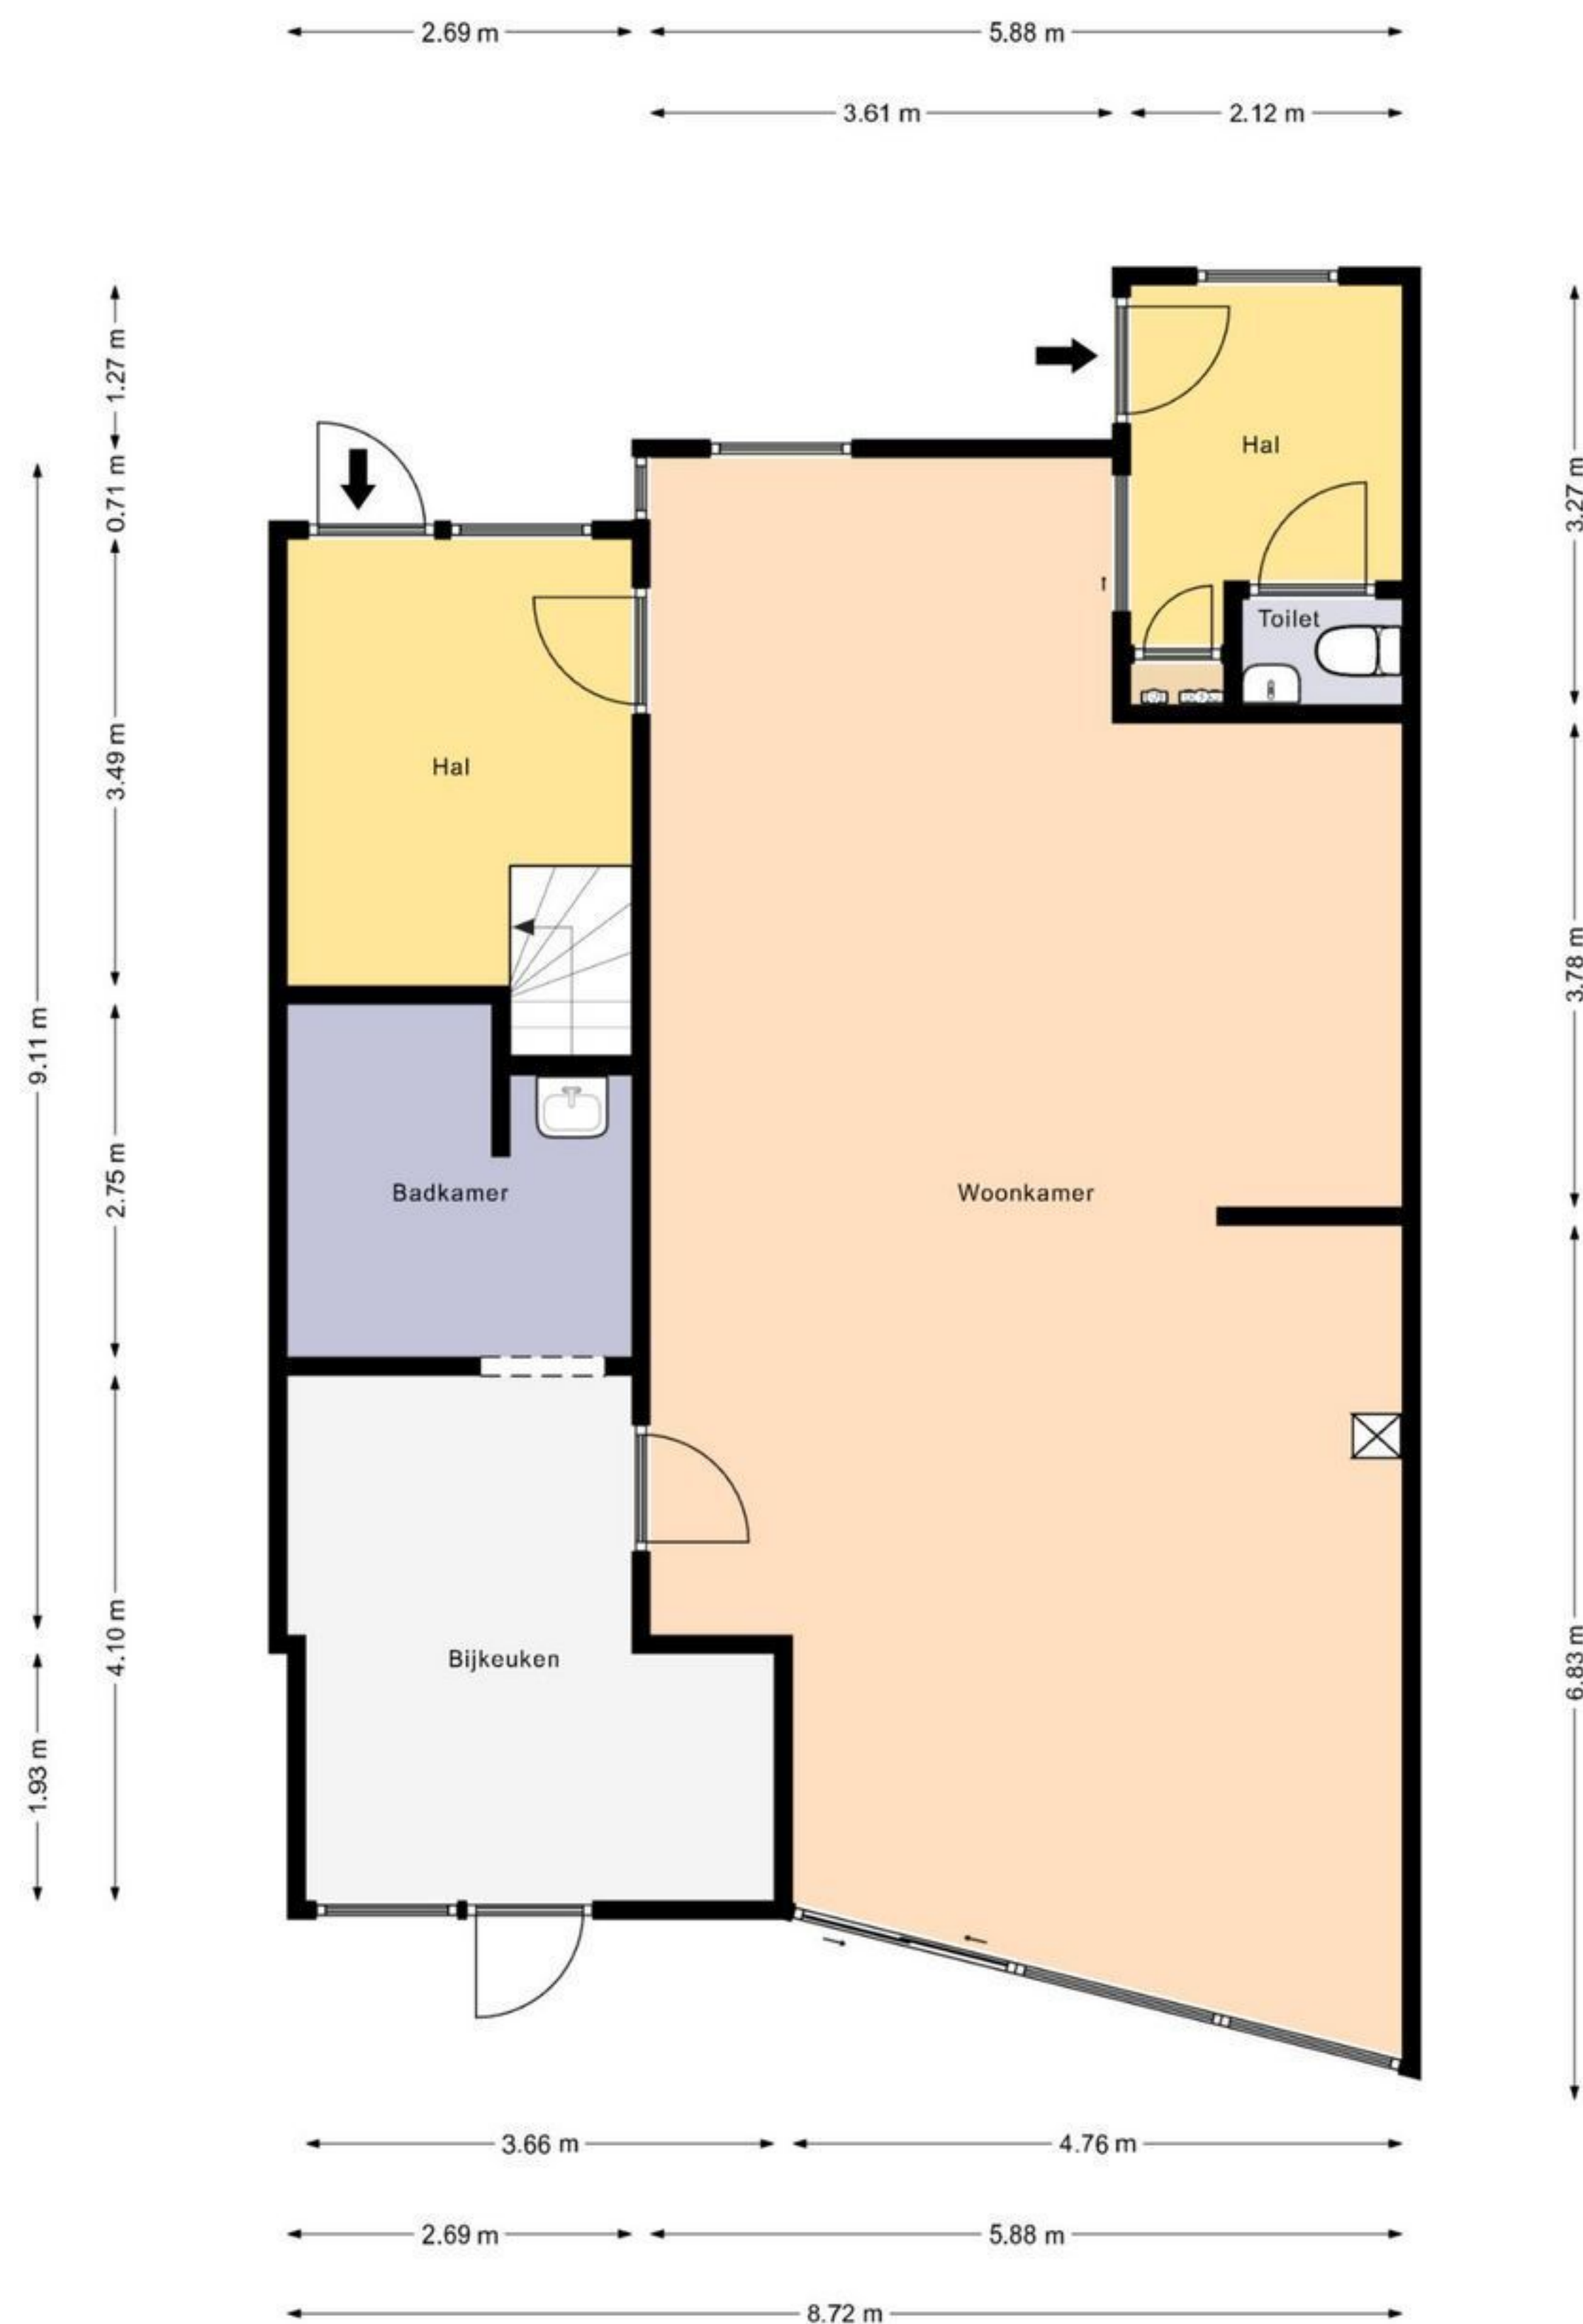 2.69 m
5.88 m
3.61 m
2.12 m
1.27 m
0.71 m
3.49 m
2.75 m
4.10 m
9.11 m
1.93 m
3.27 m
3.78 m
6.83 m
Hal
Toilet
Hal
Badkamer
Woonkamer
Bijkeuken
3.66 m
4.76 m
2.69 m
5.88 m
8.72 m